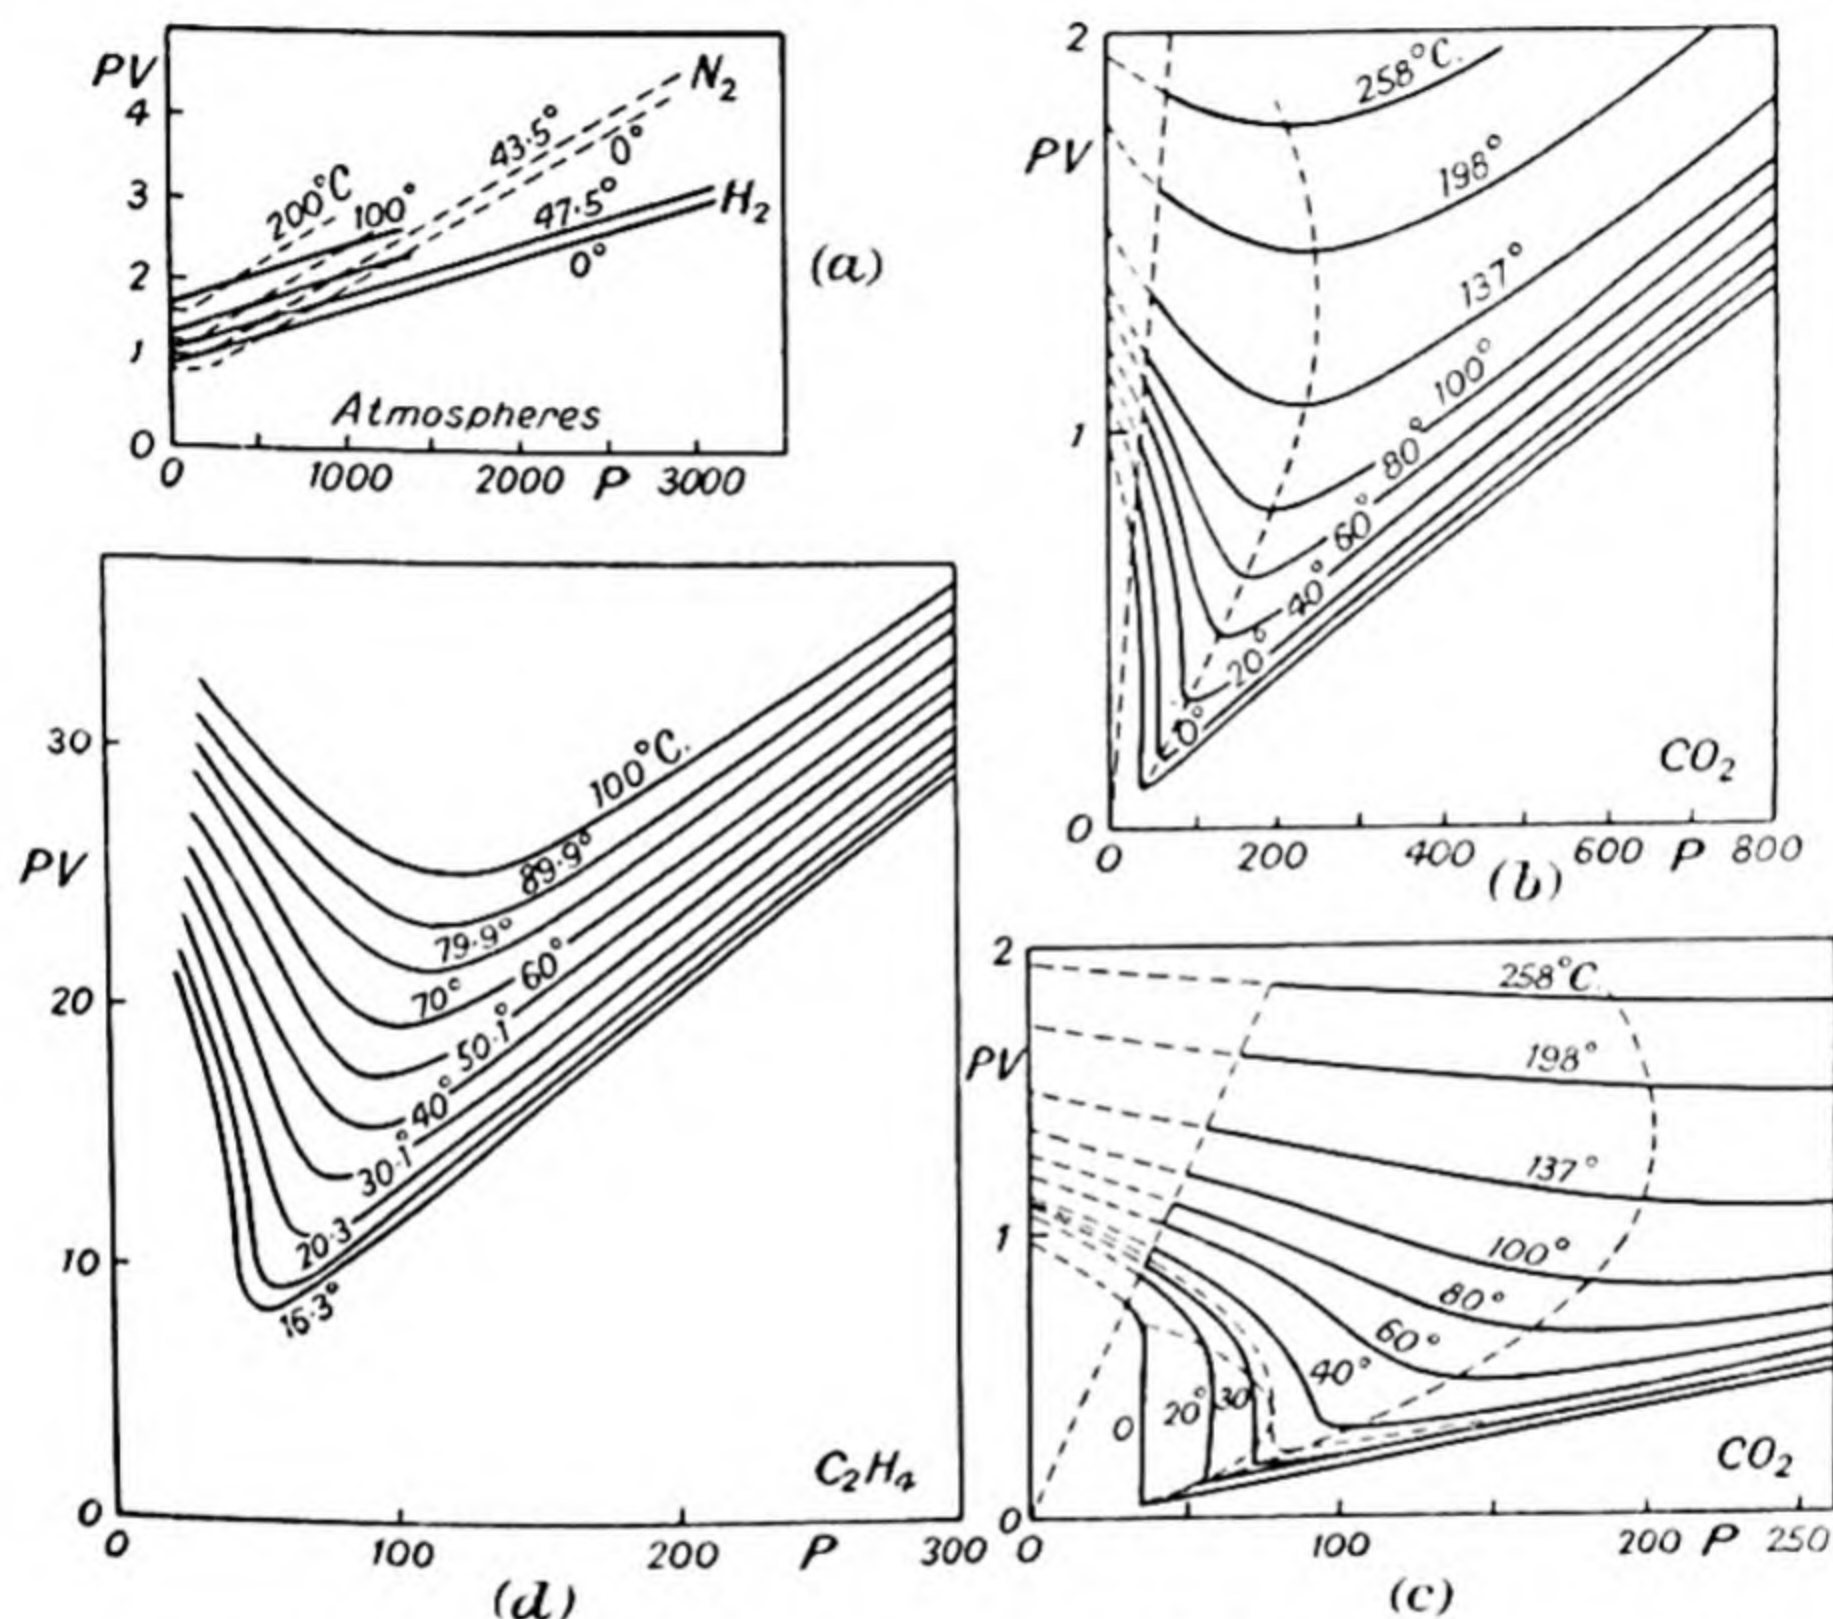 PV
4
3
2
1
0
200°C
100°
43·5°
0°
N₂
47·5°
0°
H₂
Atmospheres
0 1000 2000 P 3000
(a)
2
PV
1
0
258°C.
198°
137°
100°
80°
60°
40°
20°
0°
CO₂
0 200 400 600 P 800
(b)
30
PV
20
10
0
100°C.
89·9°
79·9°
70°
60°
50·1°
40°
30·1°
20·3
16·3°
C₂H₄
0 100 200 P 300
(d)
2
PV
1
0
258°C.
198°
137°
100°
80°
60°
40°
30
20°
0
CO₂
0 100 200 P 250
(c)